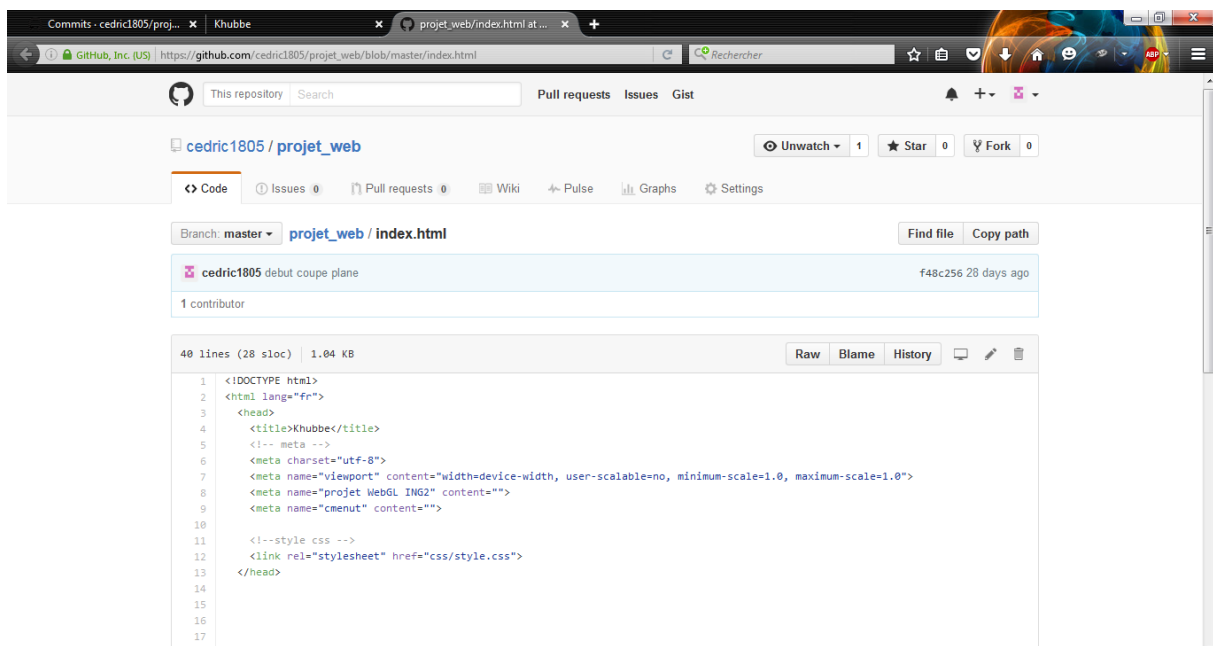 Commits · cedric1805/proj... Khubbe projet_web/index.html at ...
GitHub, Inc. (US) https://github.com/cedric1805/projet_web/blob/master/index.html Rechercher ABP
This repository Search Pull requests Issues Gist
cedric1805 / projet_web Unwatch 1 Star 0 Fork 0
Code Issues 0 Pull requests 0 Wiki Pulse Graphs Settings
Branch: master projet_web / index.html Find file Copy path
cedric1805 debut coupe plane f48c256 28 days ago
1 contributor
40 lines (28 sloc) 1.04 KB Raw Blame History
1 <!DOCTYPE html>
2 <html lang="fr">
3 <head>
4 <title>Khubbe</title>
5 <!-- meta -->
6 <meta charset="utf-8">
7 <meta name="viewport" content="width=device-width, user-scalable=no, minimum-scale=1.0, maximum-scale=1.0">
8 <meta name="projet WebGL ING2" content="">
9 <meta name="cmenut" content="">
10
11 <!--style css -->
12 <link rel="stylesheet" href="css/style.css">
13 </head>
14
15
16
17